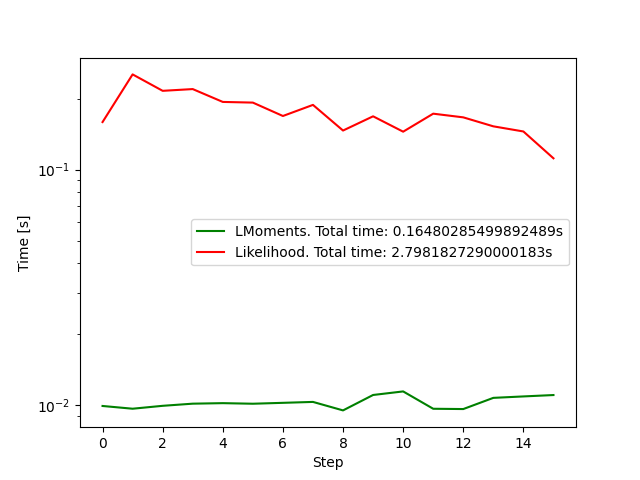 10⁻¹
Time [s]
LMoments. Total time: 0.16480285499892489s
Likelihood. Total time: 2.7981827290000183s
10⁻²
0 2 4 6 8 10 12 14
Step